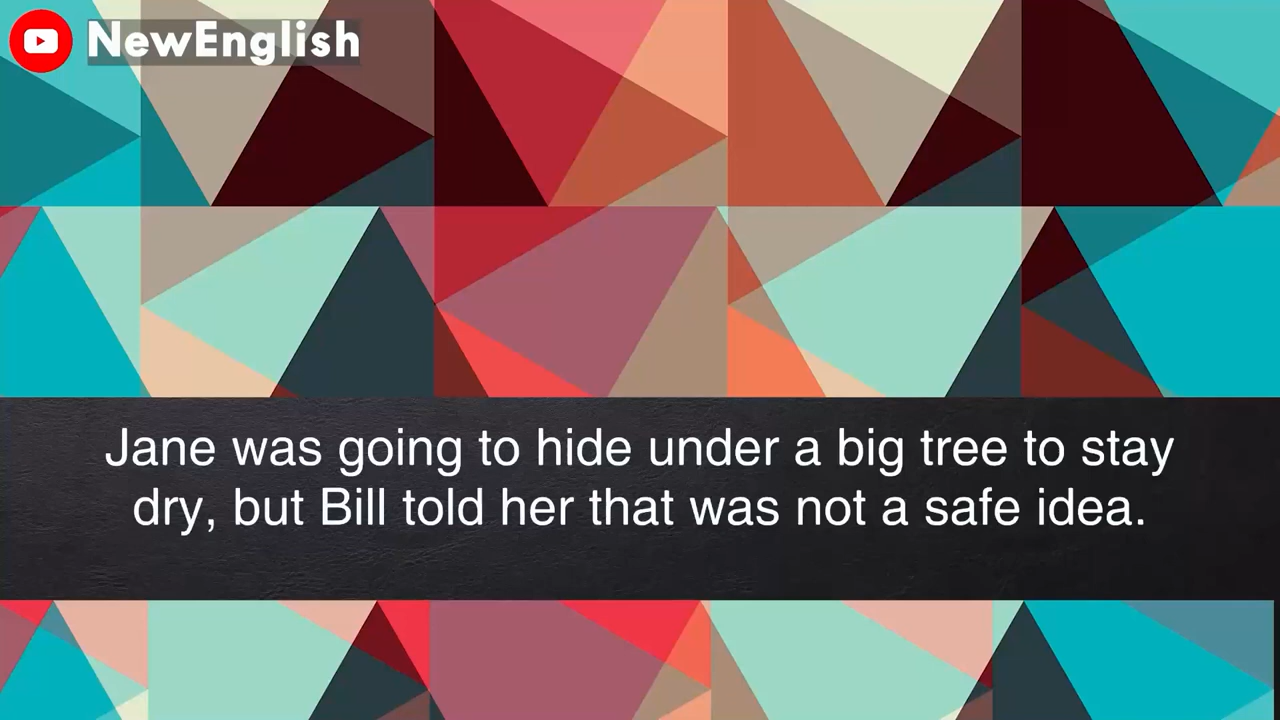 NewEnglish
Jane was going to hide under a big tree to stay
dry, but Bill told her that was not a safe idea.